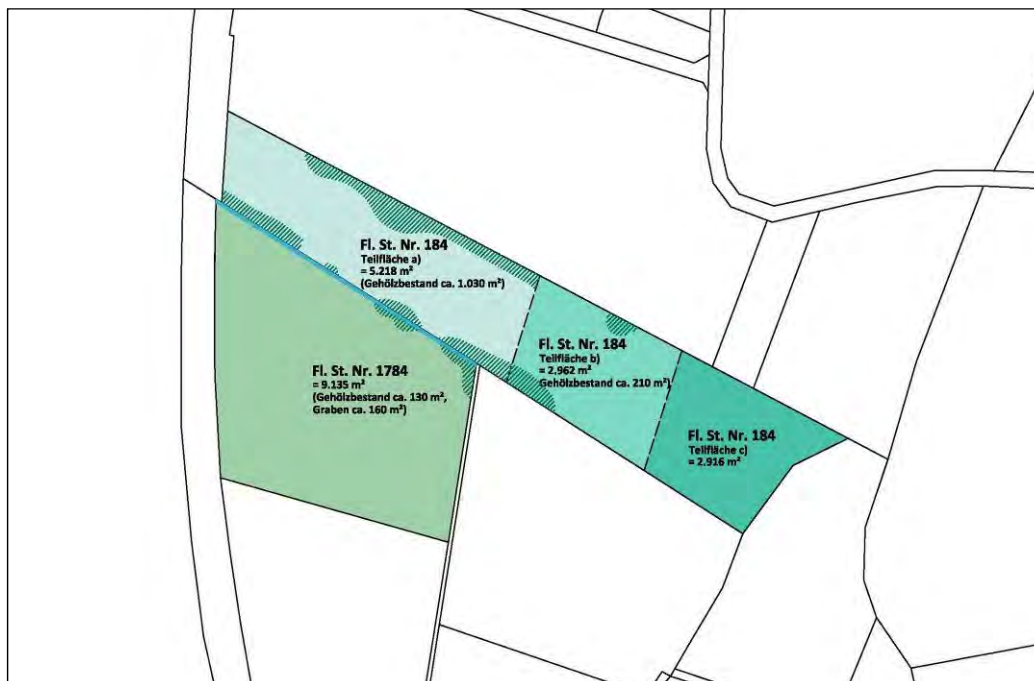 Fl. St. Nr. 184
Teilfläche a)
= 5.218 m²
(Gehölzbestand ca. 1.030 m²)
Fl. St. Nr. 184
Teilfläche b)
= 2.962 m²
Gehölzbestand ca. 210 m²)
Fl. St. Nr. 1784
= 9.135 m²
(Gehölzbestand ca. 130 m²,
Graben ca. 160 m²)
Fl. St. Nr. 184
Teilfläche c)
= 2.916 m²